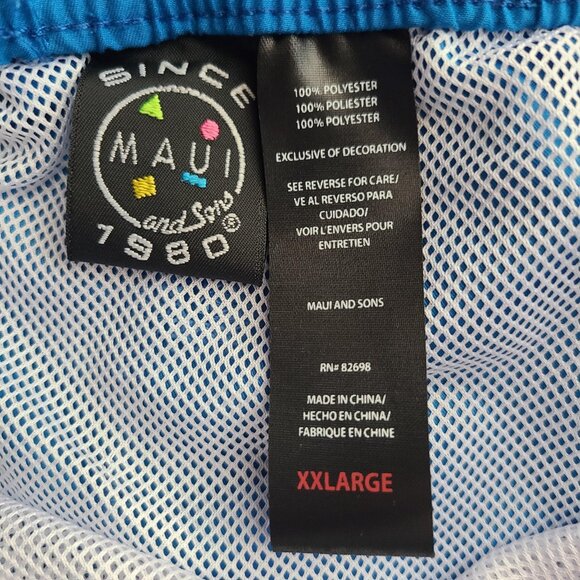 SINCE
MAUI
and Sons®
1980
100% POLYESTER
100% POLIESTER
100% POLYESTER
EXCLUSIVE OF DECORATION
SEE REVERSE FOR CARE/
VE AL REVERSO PARA
CUIDADO/
VOIR L'ENVERS POUR
ENTRETIEN
MAUI AND SONS
RN# 82698
MADE IN CHINA/
HECHO EN CHINA/
FABRIQUE EN CHINE
XXLARGE